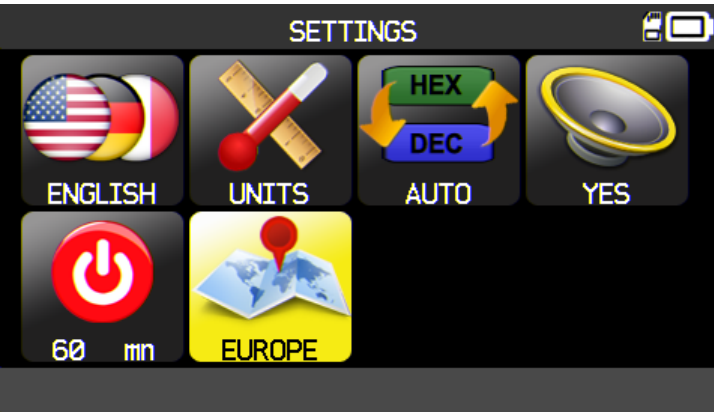 SETTINGS
HEX
DEC
ENGLISH
UNITS
AUTO
YES
60 mn
EUROPE